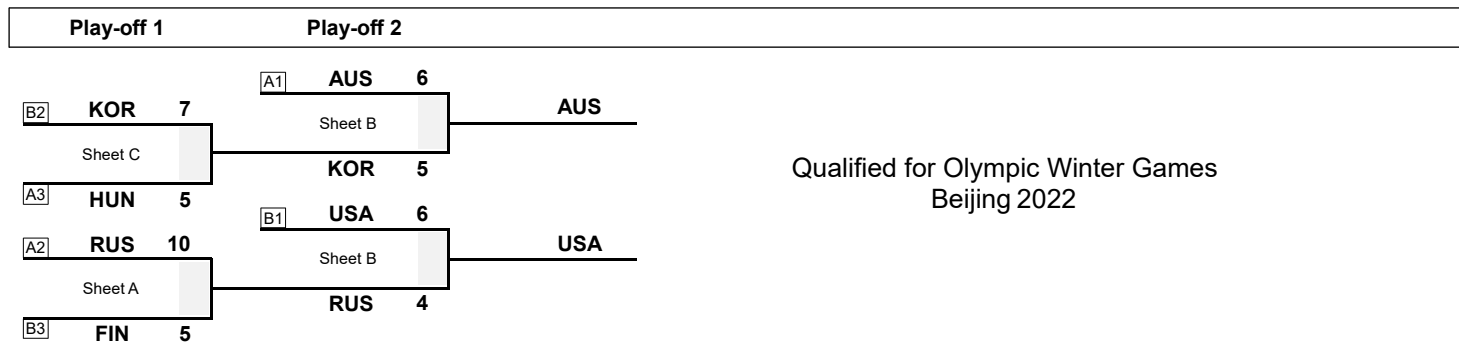 Play-off 1 Play-off 2
A1 AUS 6
B2 KOR 7 AUS
Sheet B
Sheet C
KOR 5
Qualified for Olympic Winter Games
A3 HUN 5
Beijing 2022
B1 USA 6
A2 RUS 10 USA
Sheet B
Sheet A
RUS 4
B3 FIN 5